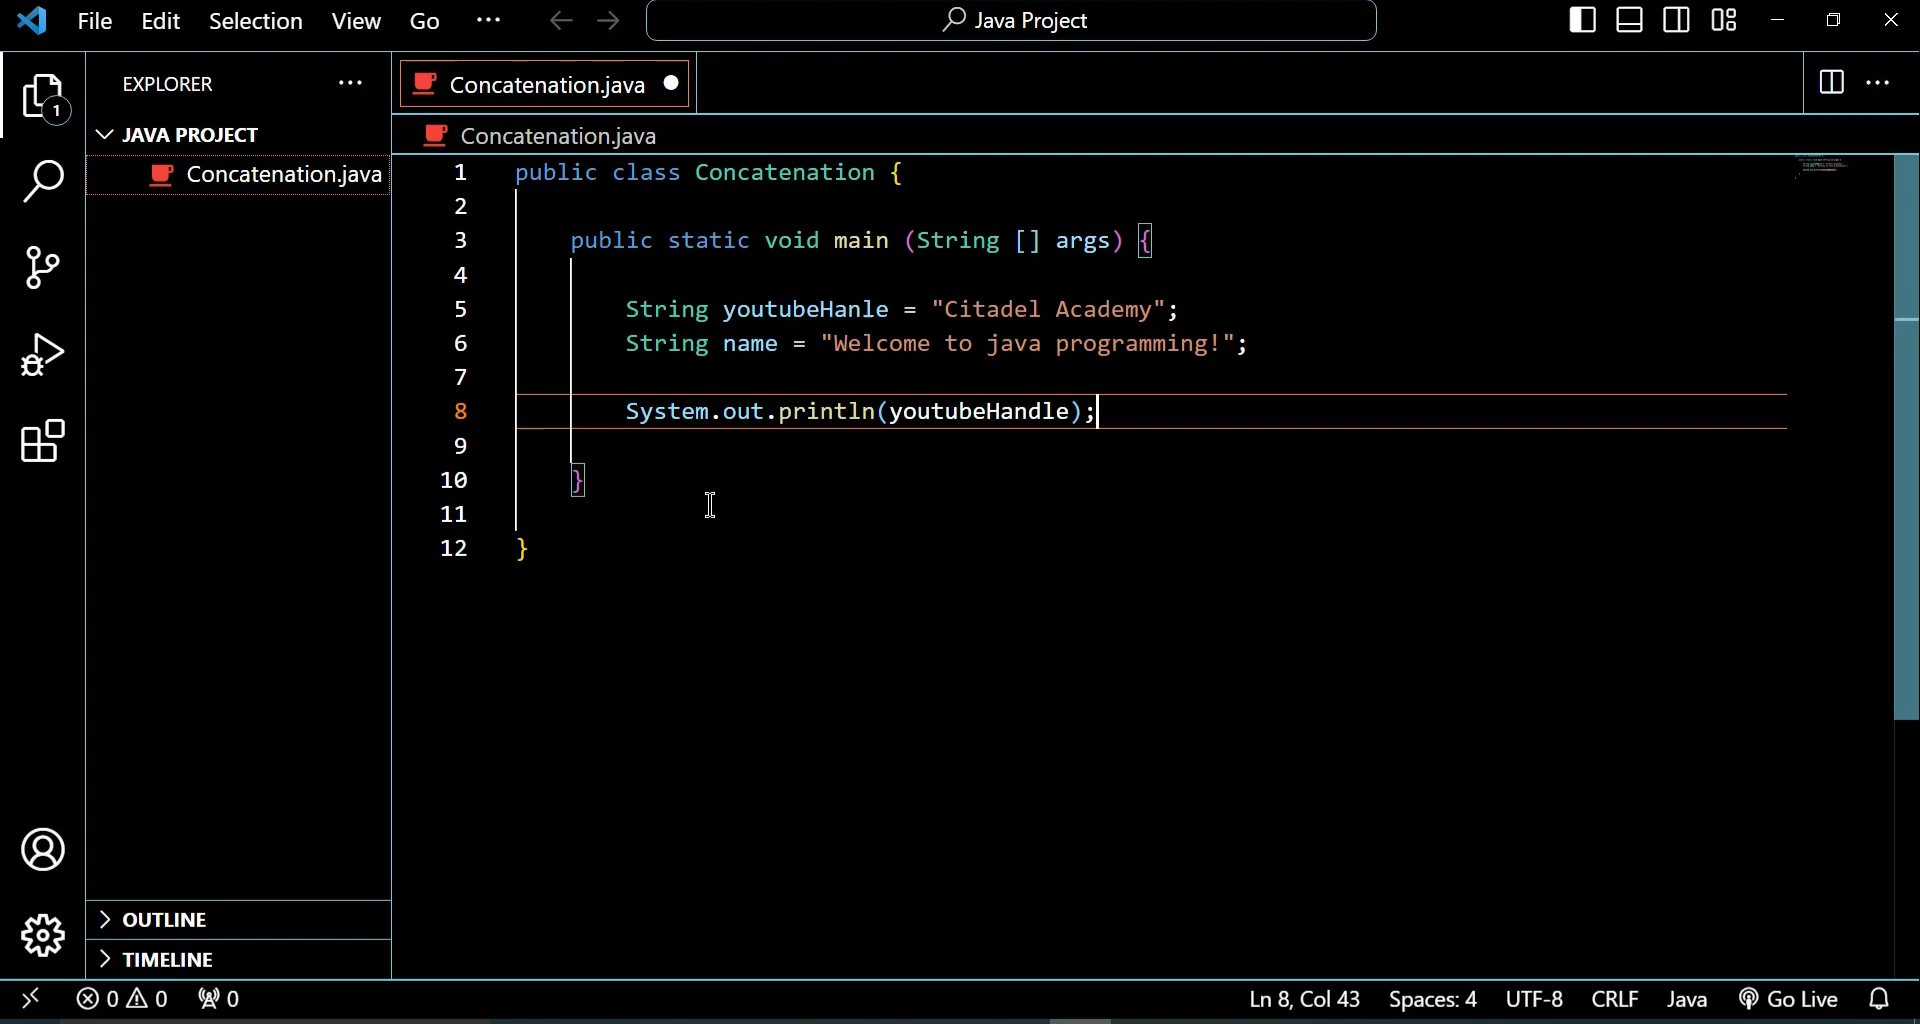 File Edit Selection View Go ··· Java Project
EXPLORER ···
JAVA PROJECT
Concatenation.java
1
Concatenation.java
···
Concatenation.java
1 public class Concatenation {
2
3 public static void main (String [] args) {
4
5 String youtubeHanle = "Citadel Academy";
6 String name = "Welcome to java programming!";
7
8 System.out.println(youtubeHandle);
9
10 }
11
12 }
OUTLINE
TIMELINE
0 0 0 Ln 8, Col 43 Spaces: 4 UTF-8 CRLF Java Go Live